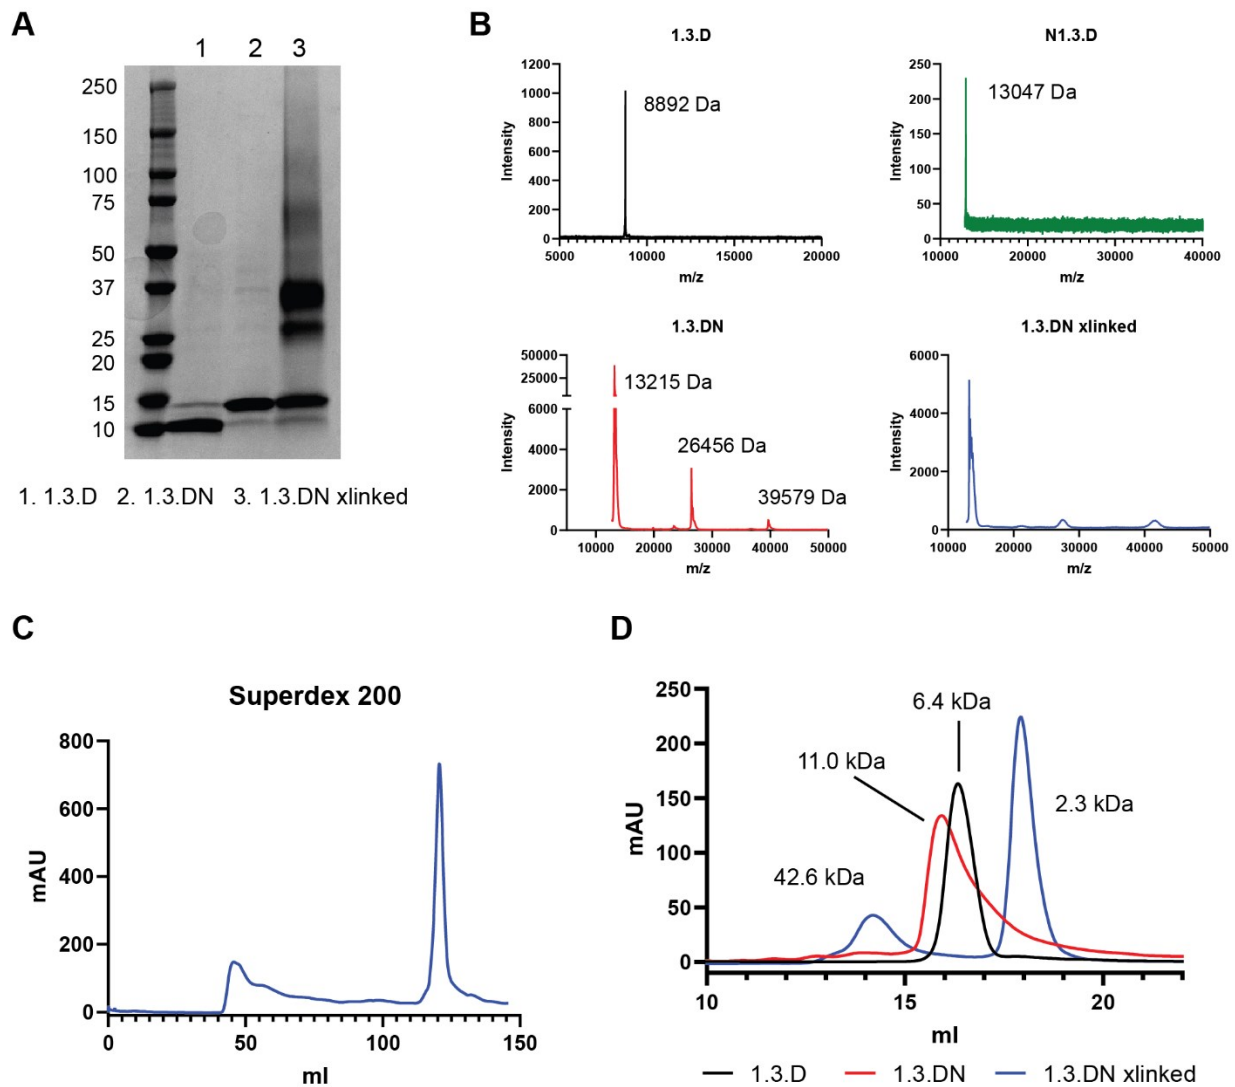 A
1 2 3
250
150
100
75
50
37
25
20
15
10
1. 1.3.D 2. 1.3.DN 3. 1.3.DN xlinked
B
1.3.D
1200
1000
800
600
400
200
0
Intensity
8892 Da
5000 10000 15000 20000
m/z
N1.3.D
250
200
150
100
50
0
Intensity
13047 Da
10000 20000 30000 40000
m/z
1.3.DN
50000
25000
6000
4000
2000
0
Intensity
13215 Da
26456 Da
39579 Da
10000 20000 30000 40000 50000
m/z
1.3.DN xlinked
6000
4000
2000
0
Intensity
10000 20000 30000 40000 50000
m/z
C
Superdex 200
800
600
400
200
0
mAU
0 50 100 150
ml
D
250
200
150
100
50
0
mAU
6.4 kDa
11.0 kDa
2.3 kDa
42.6 kDa
10 15 20
ml
1.3.D 1.3.DN 1.3.DN xlinked